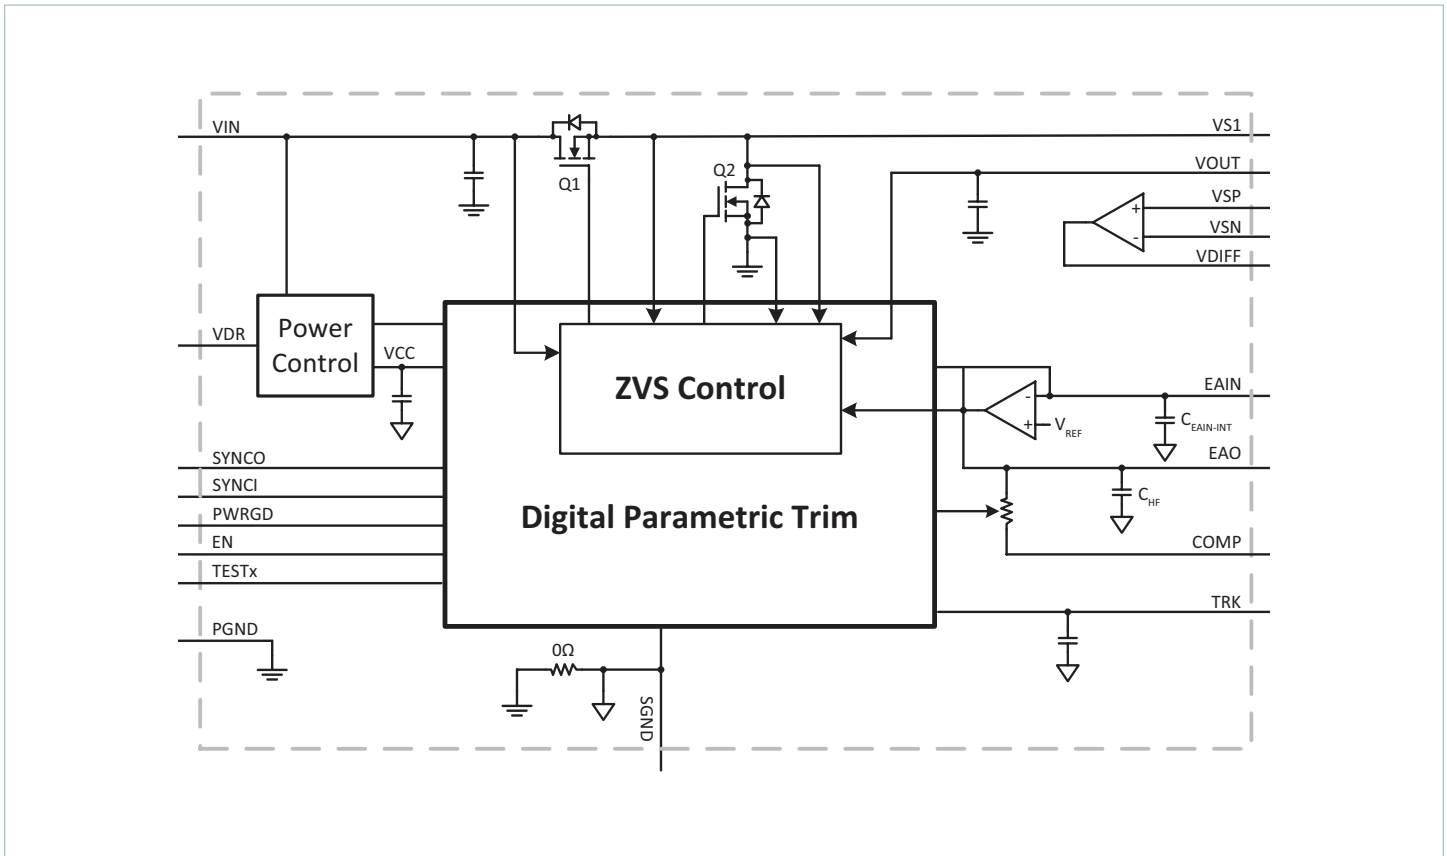 VIN
VS1
Q1
Q2
VOUT
VSP
+
VSN
-
VDIFF
Power
Control
VDR
VCC
ZVS Control
EAIN
-
+
VREF
CEAIN-INT
SYNCO
EAO
SYNCI
CHF
PWRGD
Digital Parametric Trim
EN
COMP
TESTx
TRK
PGND
0Ω
SGND